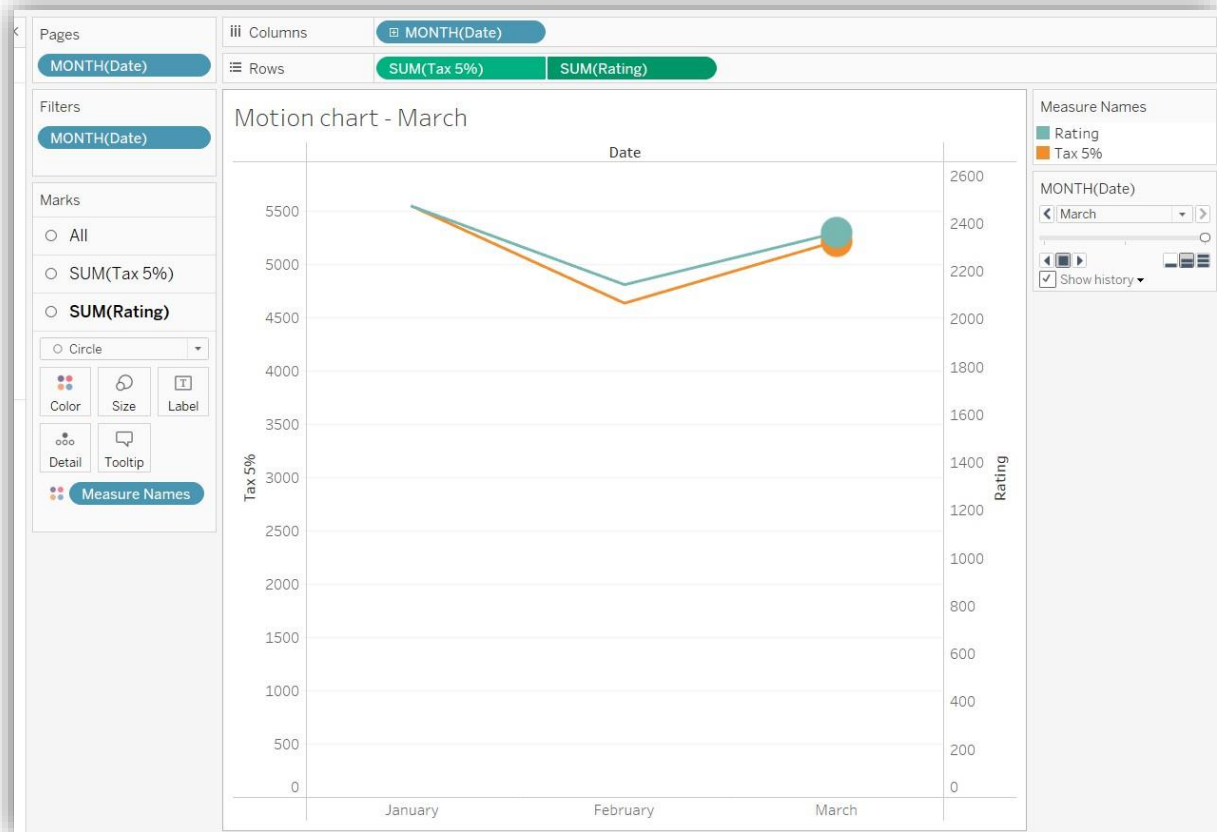 Pages
MONTH(Date)
Filters
MONTH(Date)
Marks
All
SUM(Tax 5%)
SUM(Rating)
Circle
Color Size Label
Detail Tooltip
Measure Names
Columns MONTH(Date)
Rows SUM(Tax 5%) SUM(Rating)
Motion chart - March
Date
Tax 5%
5500
5000
4500
4000
3500
3000
2500
2000
1500
1000
500
0
January February March
2600
2400
2200
2000
1800
1600
1400
1200
1000
800
600
400
200
0
Rating
Measure Names
Rating
Tax 5%
MONTH(Date)
March
Show history